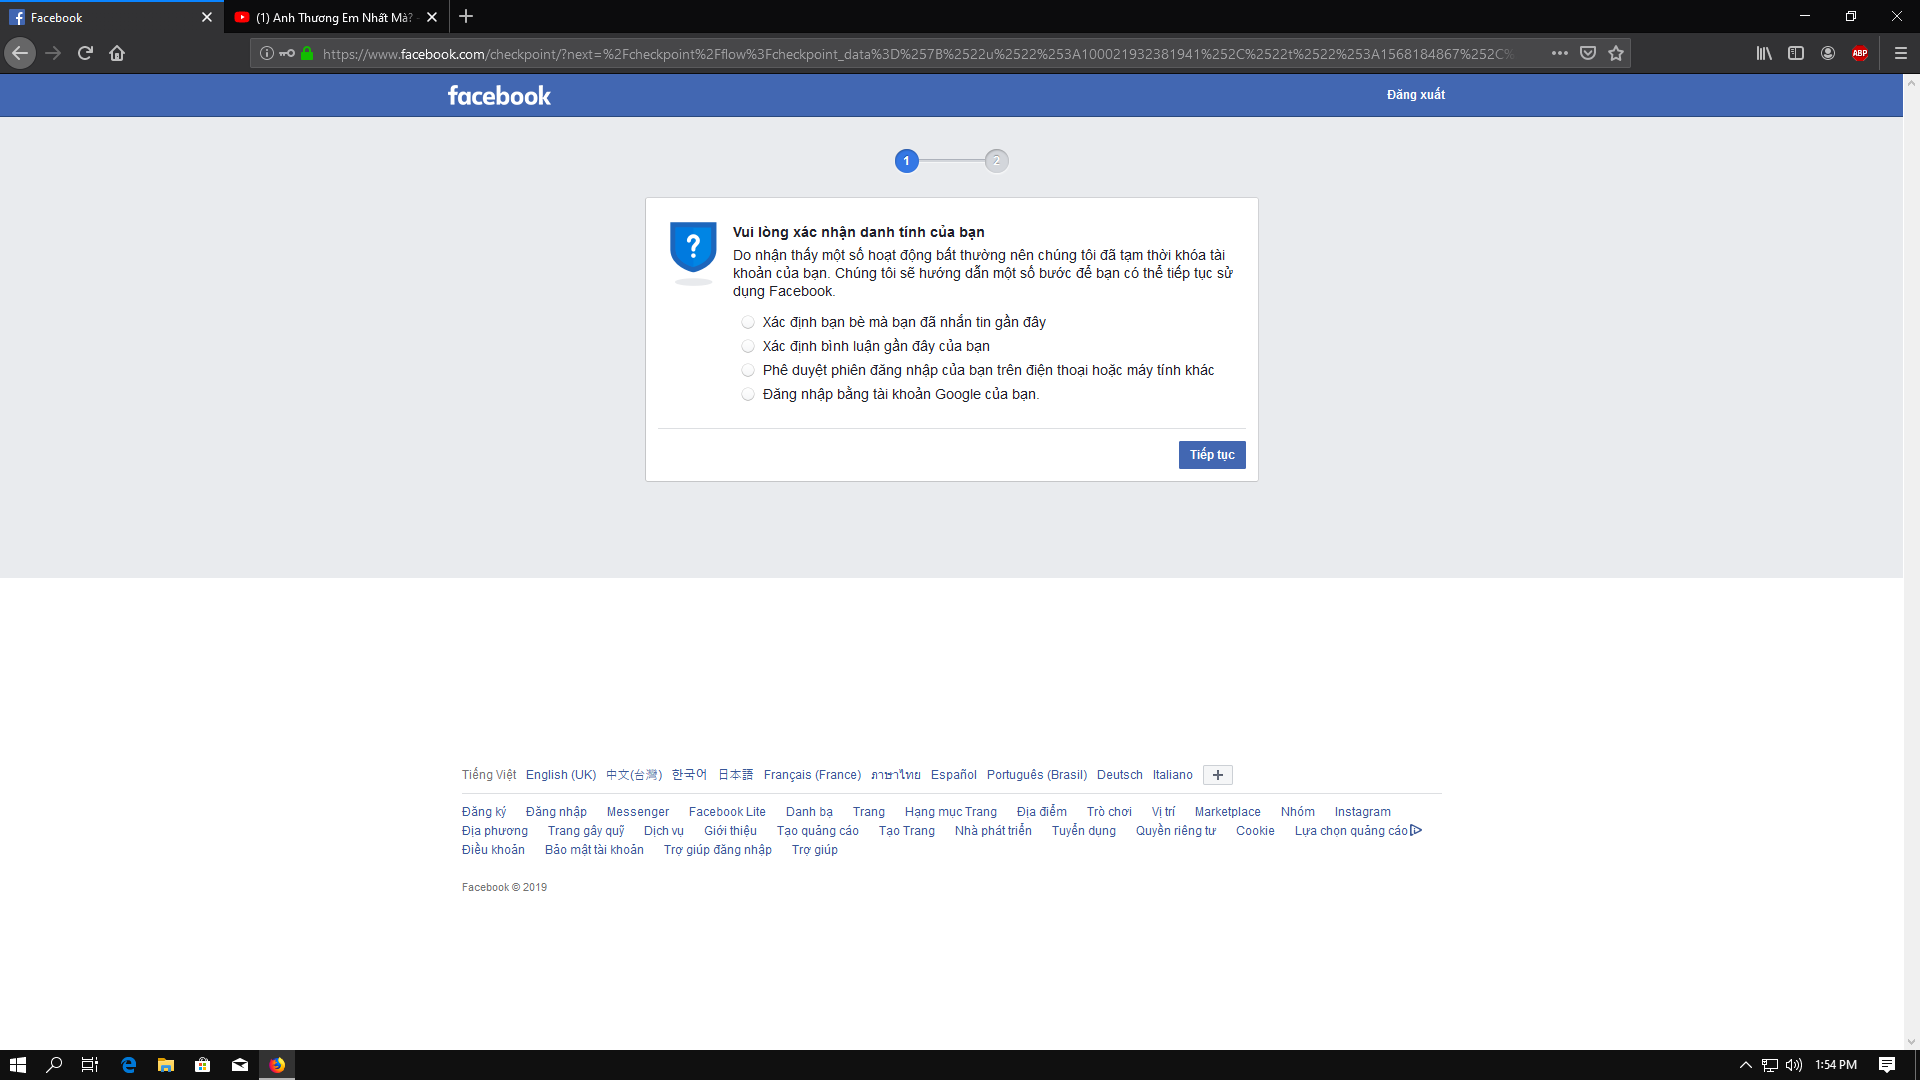 Facebook
(1) Anh Thương Em Nhất Mà?
https://www.facebook.com/checkpoint/?next=%2Fcheckpoint%2Fflow%3Fcheckpoint_data%3D%257B%2522u%2522%253A100021932381941%252C%2522t%2522%253A1568184867%252C%
ABP
facebook
Đăng xuất
1
2
?
Vui lòng xác nhận danh tính của bạn
Do nhận thấy một số hoạt động bất thường nên chúng tôi đã tạm thời khóa tài
khoản của bạn. Chúng tôi sẽ hướng dẫn một số bước để bạn có thể tiếp tục sử
dụng Facebook.
Xác định bạn bè mà bạn đã nhắn tin gần đây
Xác định bình luận gần đây của bạn
Phê duyệt phiên đăng nhập của bạn trên điện thoại hoặc máy tính khác
Đăng nhập bằng tài khoản Google của bạn.
Tiếp tục
Tiếng Việt English (UK) 中文(台灣) 한국어 日本語 Français (France) ภาษาไทย Español Português (Brasil) Deutsch Italiano +
Đăng ký Đăng nhập Messenger Facebook Lite Danh bạ Trang Hạng mục Trang Địa điểm Trò chơi Vị trí Marketplace Nhóm Instagram
Địa phương Trang gây quỹ Dịch vụ Giới thiệu Tạo quảng cáo Tạo Trang Nhà phát triển Tuyển dụng Quyền riêng tư Cookie Lựa chọn quảng cáo
Điều khoản Bảo mật tài khoản Trợ giúp đăng nhập Trợ giúp
Facebook © 2019
1:54 PM